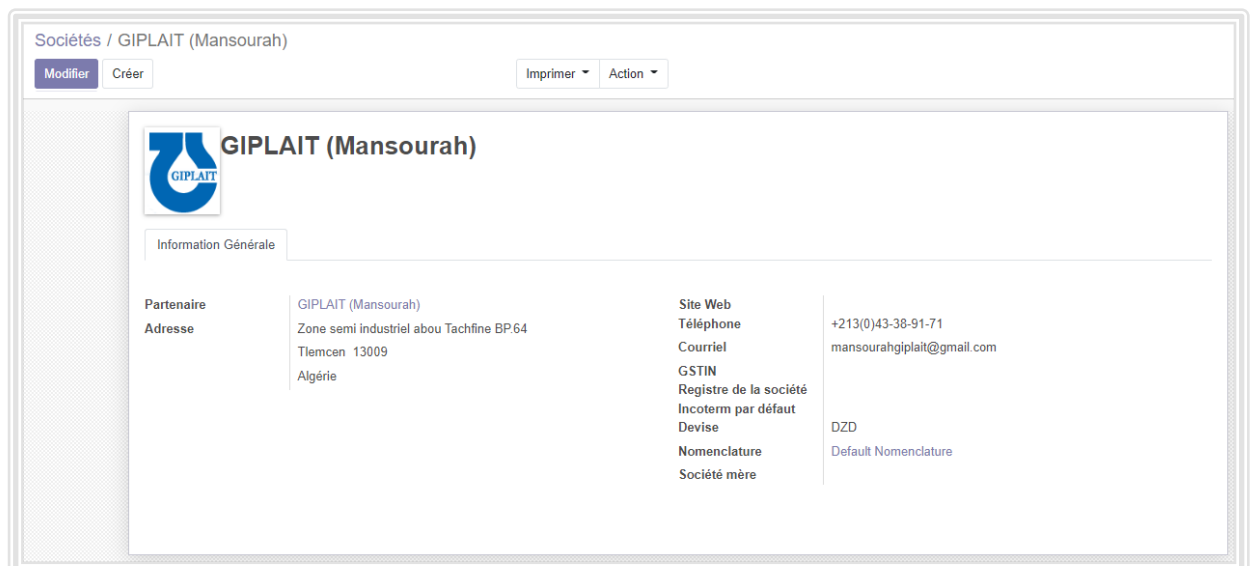 Sociétés / GIPLAIT (Mansourah)
Modifier Créer Imprimer Action
GIPLAIT
GIPLAIT (Mansourah)
Information Générale
Partenaire GIPLAIT (Mansourah)
Adresse Zone semi industriel abou Tachfine BP.64
Tlemcen 13009
Algérie
Site Web
Téléphone +213(0)43-38-91-71
Courriel mansourahgiplait@gmail.com
GSTIN
Registre de la société
Incoterm par défaut
Devise DZD
Nomenclature Default Nomenclature
Société mère